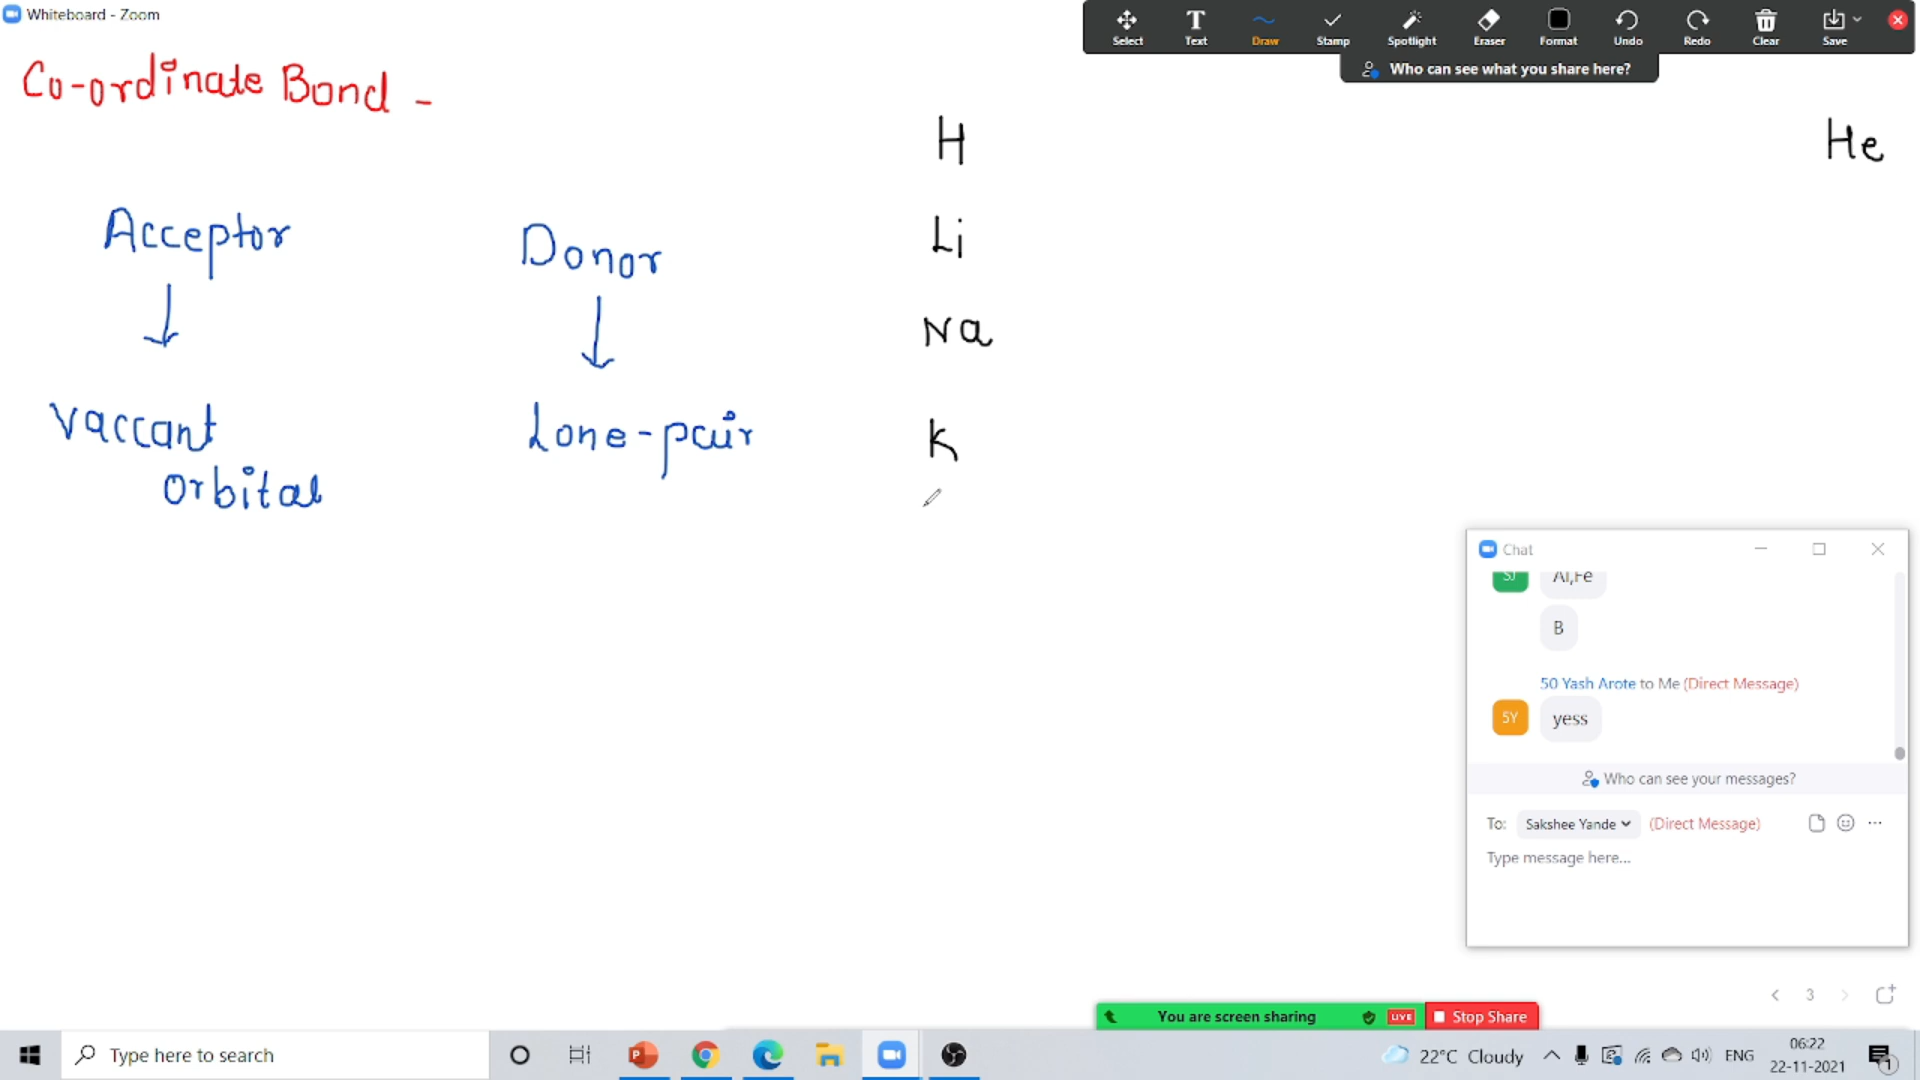 Whiteboard - Zoom
Select
Text
Draw
Stamp
Spotlight
Eraser
Format
Undo
Redo
Clear
Save
Who can see what you share here?
Co-ordinate Bond -
Acceptor
Donor
Vaccant
orbital
Lone-pair
H
He
Li
Na
K
Chat
SJ
Al,Fe
B
50 Yash Arote to Me (Direct Message)
5Y
yess
Who can see your messages?
To: Sakshee Yande (Direct Message)
Type message here...
3
You are screen sharing
LIVE
Stop Share
Type here to search
22°C Cloudy
ENG
06:22
22-11-2021
1